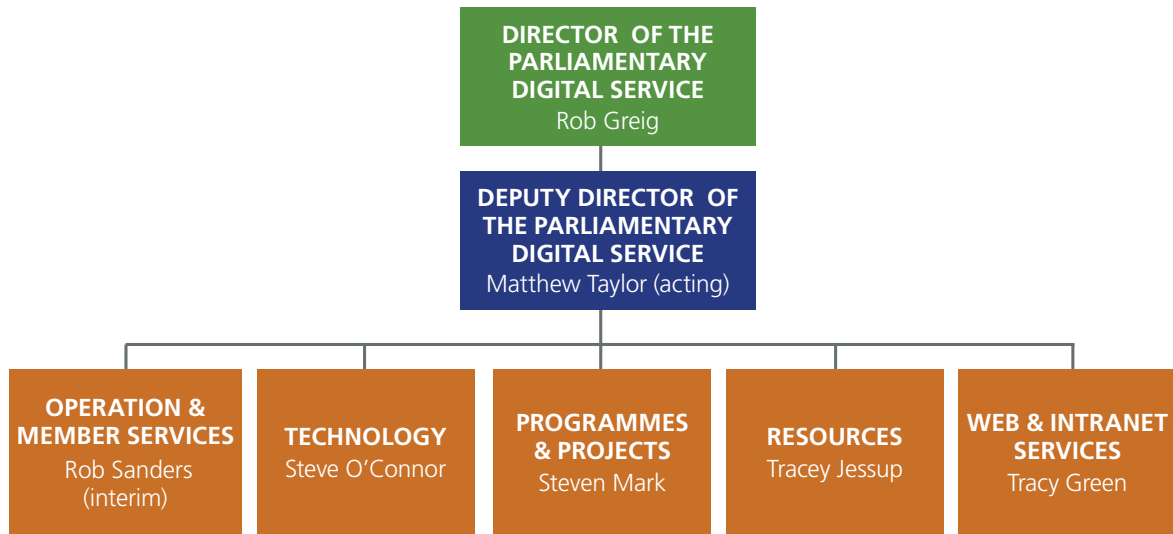 DIRECTOR OF THE
PARLIAMENTARY
DIGITAL SERVICE
Rob Greig
DEPUTY DIRECTOR OF
THE PARLIAMENTARY
DIGITAL SERVICE
Matthew Taylor (acting)
OPERATION &
MEMBER SERVICES
Rob Sanders
(interim)
TECHNOLOGY
Steve O’Connor
PROGRAMMES
& PROJECTS
Steven Mark
RESOURCES
Tracey Jessup
WEB & INTRANET
SERVICES
Tracy Green